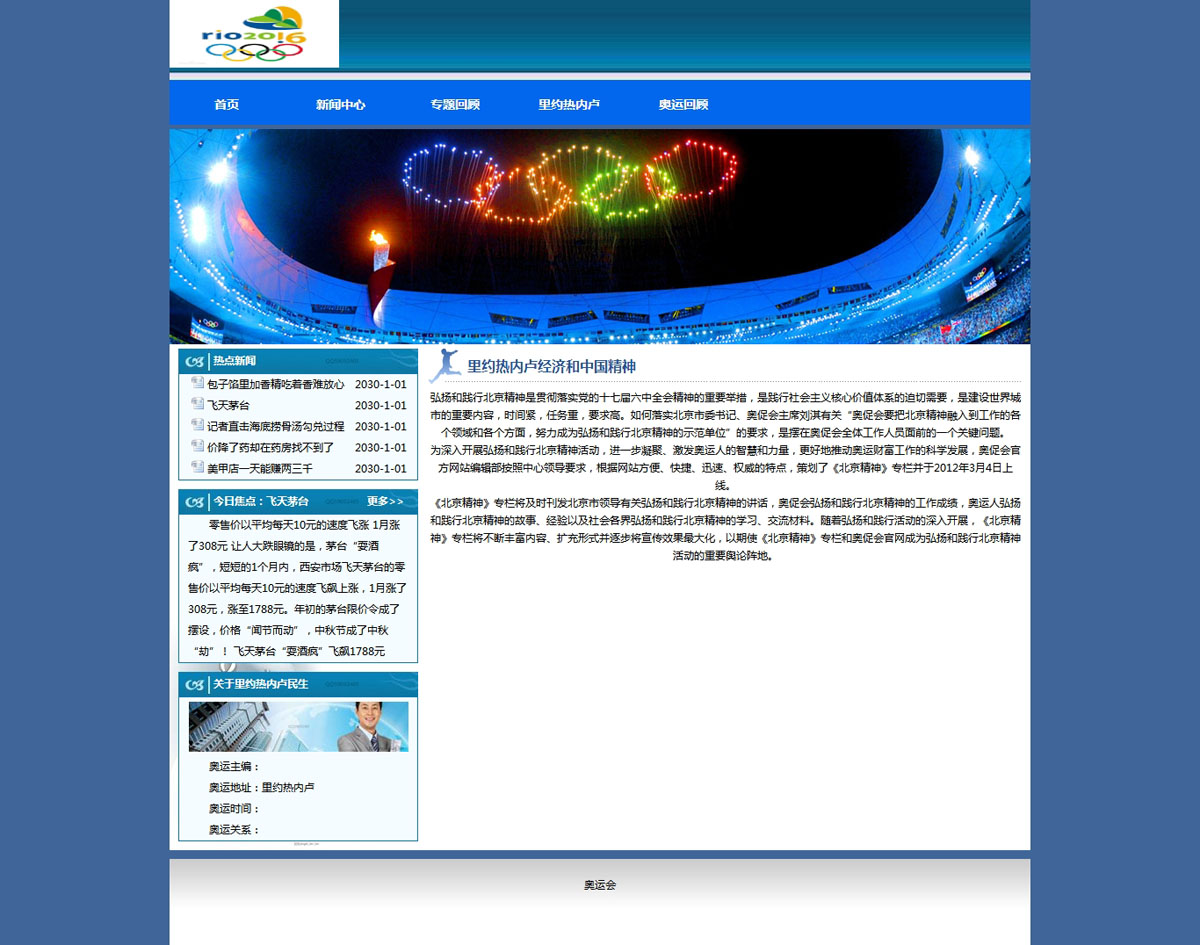 rio2016
首页 新闻中心 专题回顾 里约热内卢 奥运回顾
热点新闻
包子馅里加香精吃着香难放心 2030-1-01
飞天茅台 2030-1-01
记者直击海底捞骨汤勾兑过程 2030-1-01
价降了药却在药房找不到了 2030-1-01
美甲店一天能赚两三千 2030-1-01
今日焦点：飞天茅台 更多>>
零售价以平均每天10元的速度飞涨 1月涨
了308元 让人大跌眼镜的是，茅台“耍酒
疯”，短短的1个月内，西安市场飞天茅台的零
售价以平均每天10元的速度飞飙上涨，1月涨了
308元，涨至1788元。年初的茅台限价令成了
摆设，价格“闻节而动”，中秋节成了中秋
“劫”！飞天茅台“耍酒疯”飞飙1788元
关于里约热内卢民生
奥运主编：
奥运地址：里约热内卢
奥运时间：
奥运关系：
里约热内卢经济和中国精神
弘扬和践行北京精神是贯彻落实党的十七届六中全会精神的重要举措，是践行社会主义核心价值体系的迫切需要，是建设世界城
市的重要内容，时间紧，任务重，要求高。如何落实北京市委书记、奥促会主席刘淇有关“奥促会要把北京精神融入到工作的各
个领域和各个方面，努力成为弘扬和践行北京精神的示范单位”的要求，是摆在奥促会全体工作人员面前的一个关键问题。
为深入开展弘扬和践行北京精神活动，进一步凝聚、激发奥运人的智慧和力量，更好地推动奥运财富工作的科学发展，奥促会官
方网站编辑部按照中心领导要求，根据网站方便、快捷、迅速、权威的特点，策划了《北京精神》专栏并于2012年3月4日上
线。
《北京精神》专栏将及时刊发北京市领导有关弘扬和践行北京精神的讲话，奥促会弘扬和践行北京精神的工作成绩，奥运人弘扬
和践行北京精神的故事、经验以及社会各界弘扬和践行北京精神的学习、交流材料。随着弘扬和践行活动的深入开展，《北京精
神》专栏将不断丰富内容、扩充形式并逐步将宣传效果最大化，以期使《北京精神》专栏和奥促会官网成为弘扬和践行北京精神
活动的重要舆论阵地。
奥运会